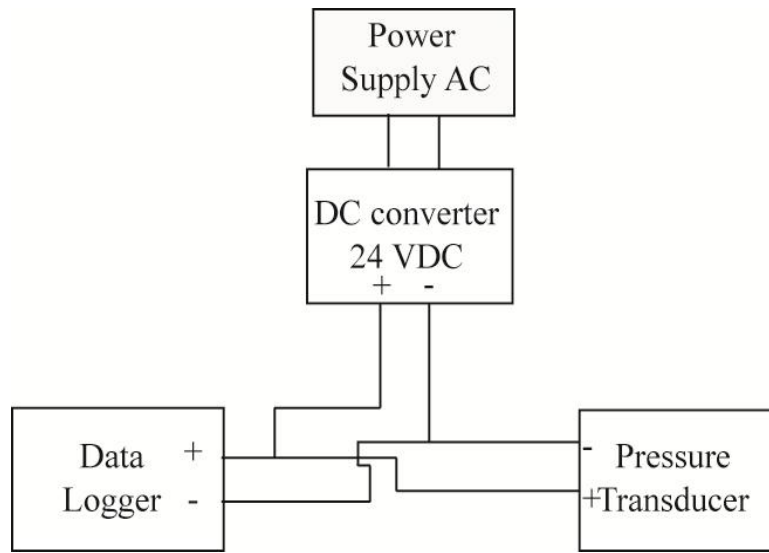 Power
Supply AC
DC converter
24 VDC
+ -
Data
Logger
+
-
-
+
Pressure
Transducer